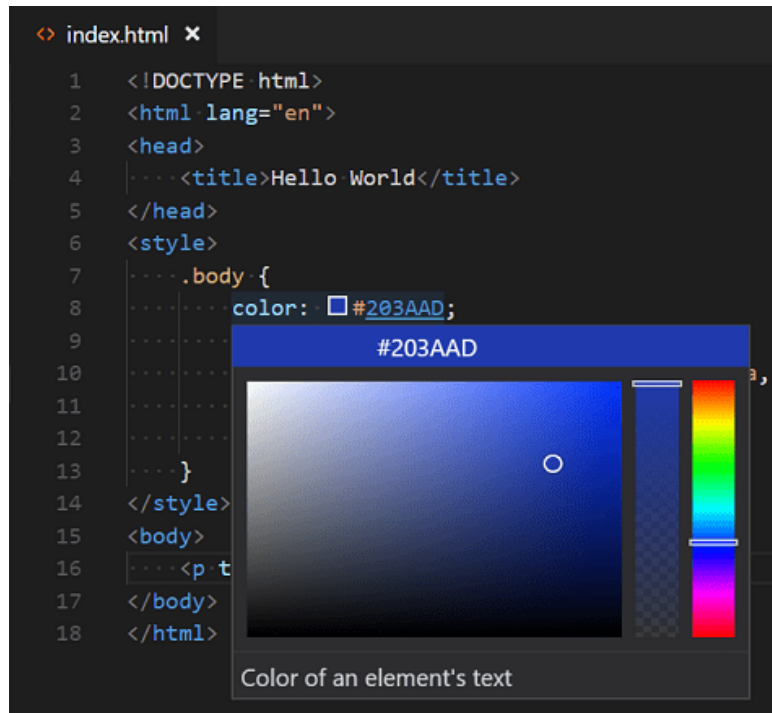 index.html
1 <!DOCTYPE html>
2 <html lang="en">
3 <head>
4 <title>Hello World</title>
5 </head>
6 <style>
7 .body {
8 color: #203AAD;
9
#203AAD
10 ,
11
12
13 }
14 </style>
15 <body>
16 <p t
17 </body>
18 </html>
Color of an element's text